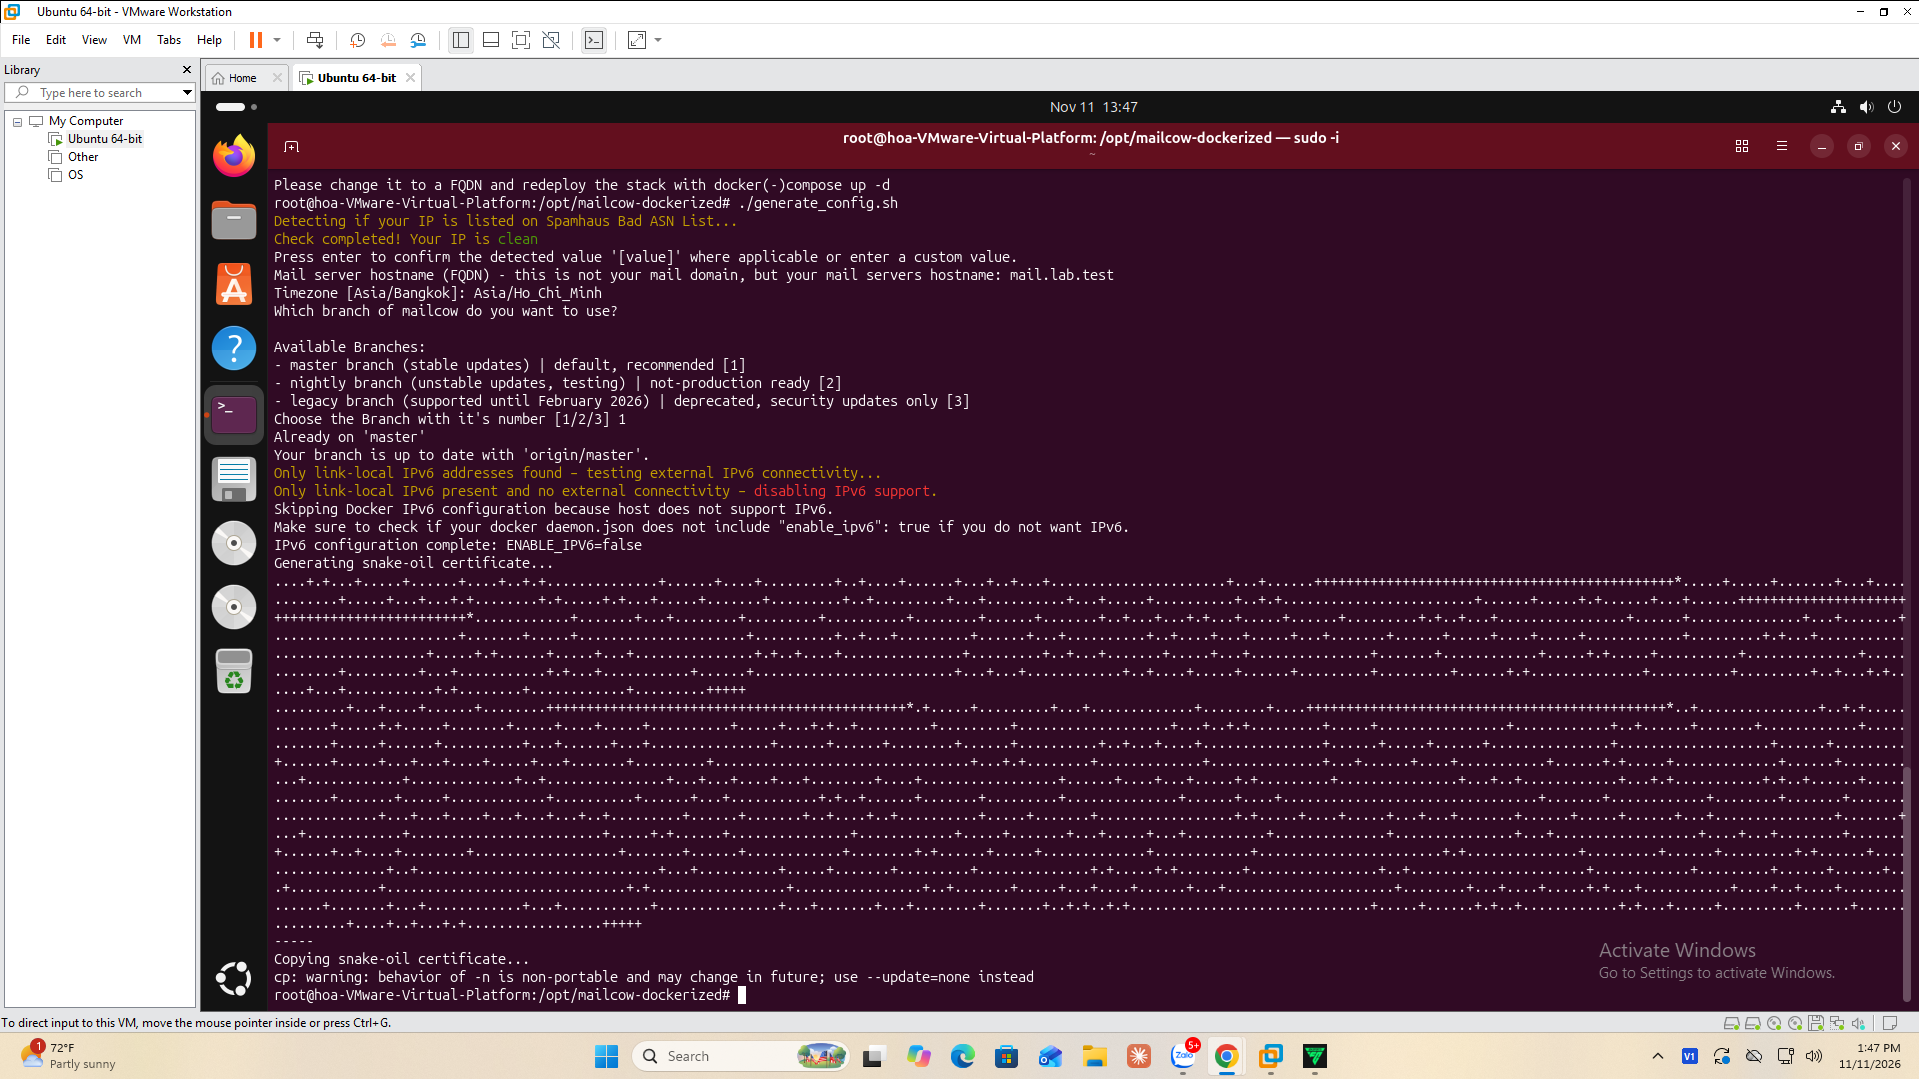 Ubuntu 64-bit - VMware Workstation
File Edit View VM Tabs Help
Library
Type here to search
My Computer
Ubuntu 64-bit
Other
OS
Home
Ubuntu 64-bit
Nov 11 13:47
root@hoa-VMware-Virtual-Platform: /opt/mailcow-dockerized — sudo -i
~
Please change it to a FQDN and redeploy the stack with docker(-)compose up -d
root@hoa-VMware-Virtual-Platform:/opt/mailcow-dockerized# ./generate_config.sh
Detecting if your IP is listed on Spamhaus Bad ASN List...
Check completed! Your IP is clean
Press enter to confirm the detected value '[value]' where applicable or enter a custom value.
Mail server hostname (FQDN) - this is not your mail domain, but your mail servers hostname: mail.lab.test
Timezone [Asia/Bangkok]: Asia/Ho_Chi_Minh
Which branch of mailcow do you want to use?
Available Branches:
- master branch (stable updates) | default, recommended [1]
- nightly branch (unstable updates, testing) | not-production ready [2]
- legacy branch (supported until February 2026) | deprecated, security updates only [3]
Choose the Branch with it's number [1/2/3] 1
Already on 'master'
Your branch is up to date with 'origin/master'.
Only link-local IPv6 addresses found – testing external IPv6 connectivity...
Only link-local IPv6 present and no external connectivity – disabling IPv6 support.
Skipping Docker IPv6 configuration because host does not support IPv6.
Make sure to check if your docker daemon.json does not include "enable_ipv6": true if you do not want IPv6.
IPv6 configuration complete: ENABLE_IPV6=false
Generating snake-oil certificate...
-----
Copying snake-oil certificate...
cp: warning: behavior of -n is non-portable and may change in future; use --update=none instead
root@hoa-VMware-Virtual-Platform:/opt/mailcow-dockerized#
Activate Windows
Go to Settings to activate Windows.
To direct input to this VM, move the mouse pointer inside or press Ctrl+G.
1
72°F
Partly sunny
Search
Zalo
5+
V1
1:47 PM
11/11/2026